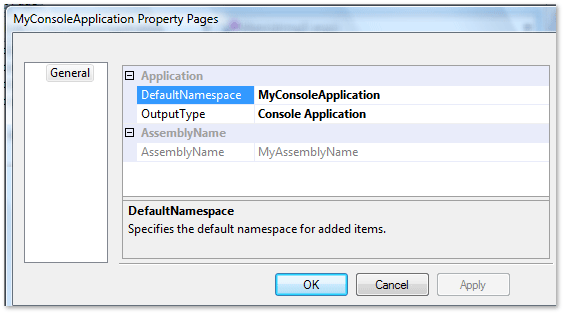 MyConsoleApplication Property Pages
General
Application
DefaultNamespace MyConsoleApplication
OutputType Console Application
AssemblyName
AssemblyName MyAssemblyName
DefaultNamespace
Specifies the default namespace for added items.
OK Cancel Apply